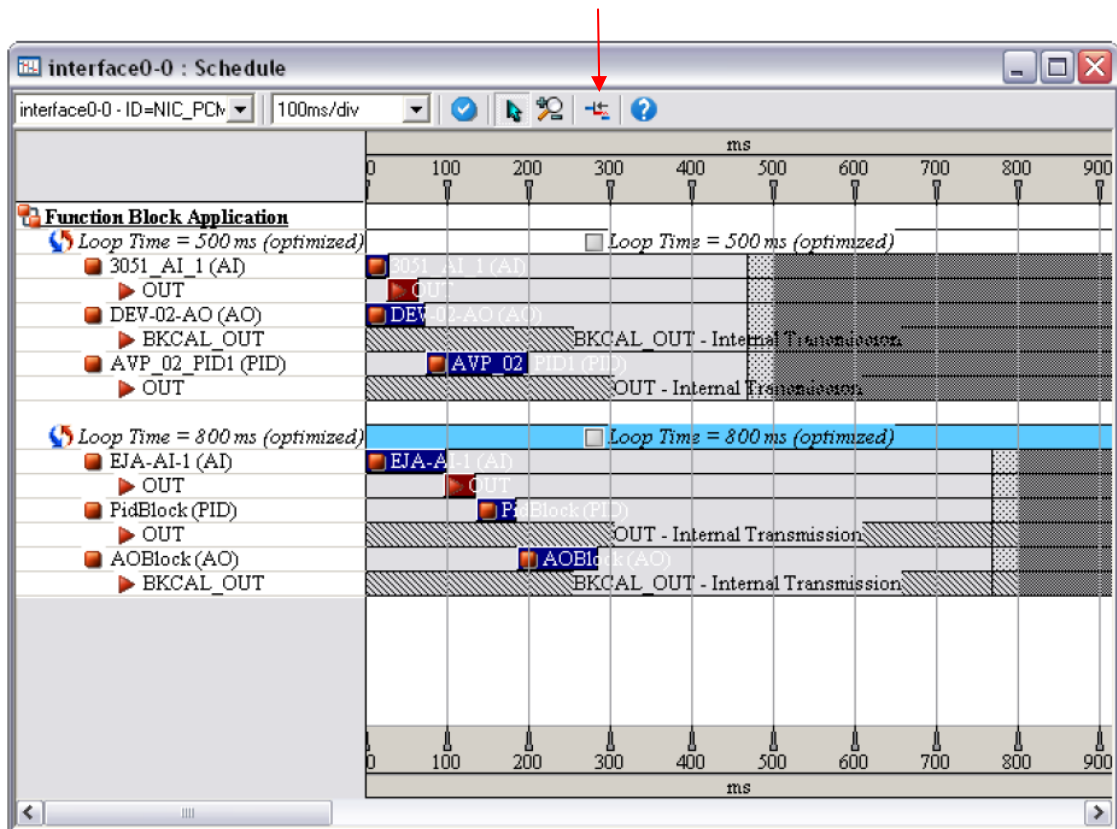 interface0-0 : Schedule
interface0-0 - ID=NIC_PCM 100ms/div
ms
0 100 200 300 400 500 600 700 800 900
Function Block Application
Loop Time = 500 ms (optimized) Loop Time = 500 ms (optimized)
3051_AI_1 (AI) 3051_AI_1 (AI)
OUT OUT
DEV-02-AO (AO) DEV-02-AO (AO)
BKCAL_OUT BKCAL_OUT - Internal Transmission
AVP_02_PID1 (PID) AVP_02_PID1 (PID)
OUT OUT - Internal Transmission
Loop Time = 800 ms (optimized) Loop Time = 800 ms (optimized)
EJA-AI-1 (AI) EJA-AI-1 (AI)
OUT OUT
PidBlock (PID) PidBlock (PID)
OUT OUT - Internal Transmission
AOBlock (AO) AOBlock (AO)
BKCAL_OUT BKCAL_OUT - Internal Transmission
0 100 200 300 400 500 600 700 800 900
ms